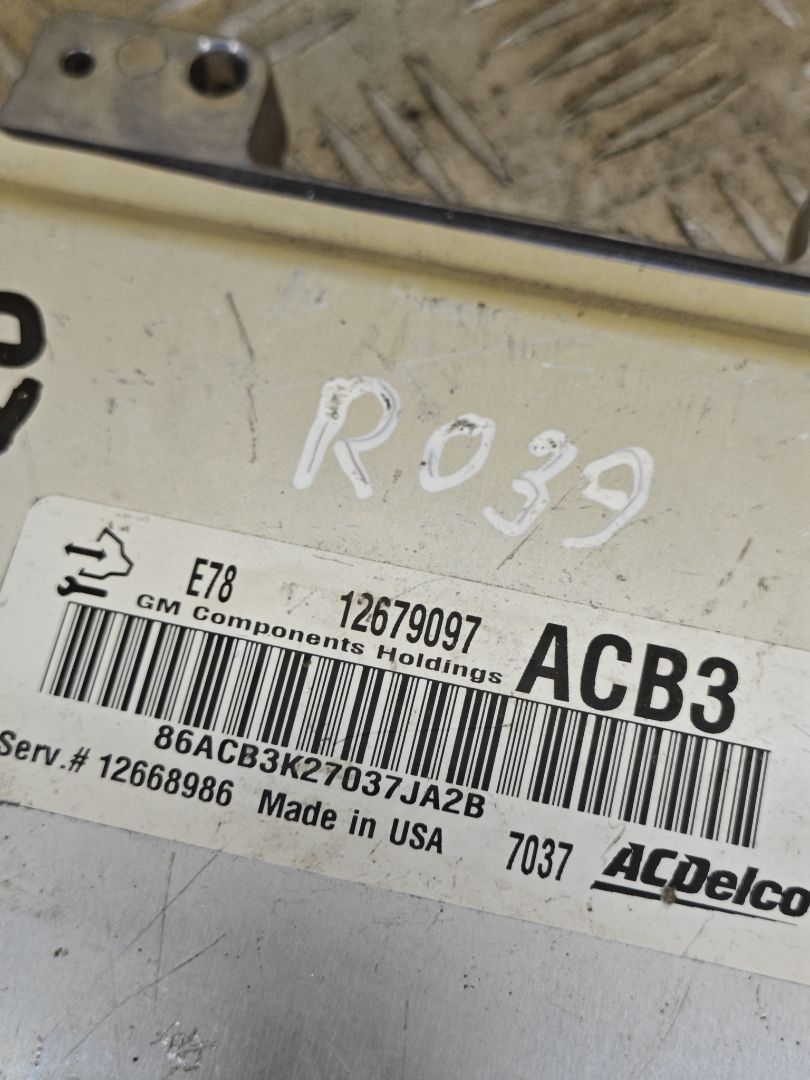 R039
E78 12679097 ACB3
GM Components Holdings
86ACB3K27037JA2B
Serv.# 12668986 Made in USA 7037 ACDelco